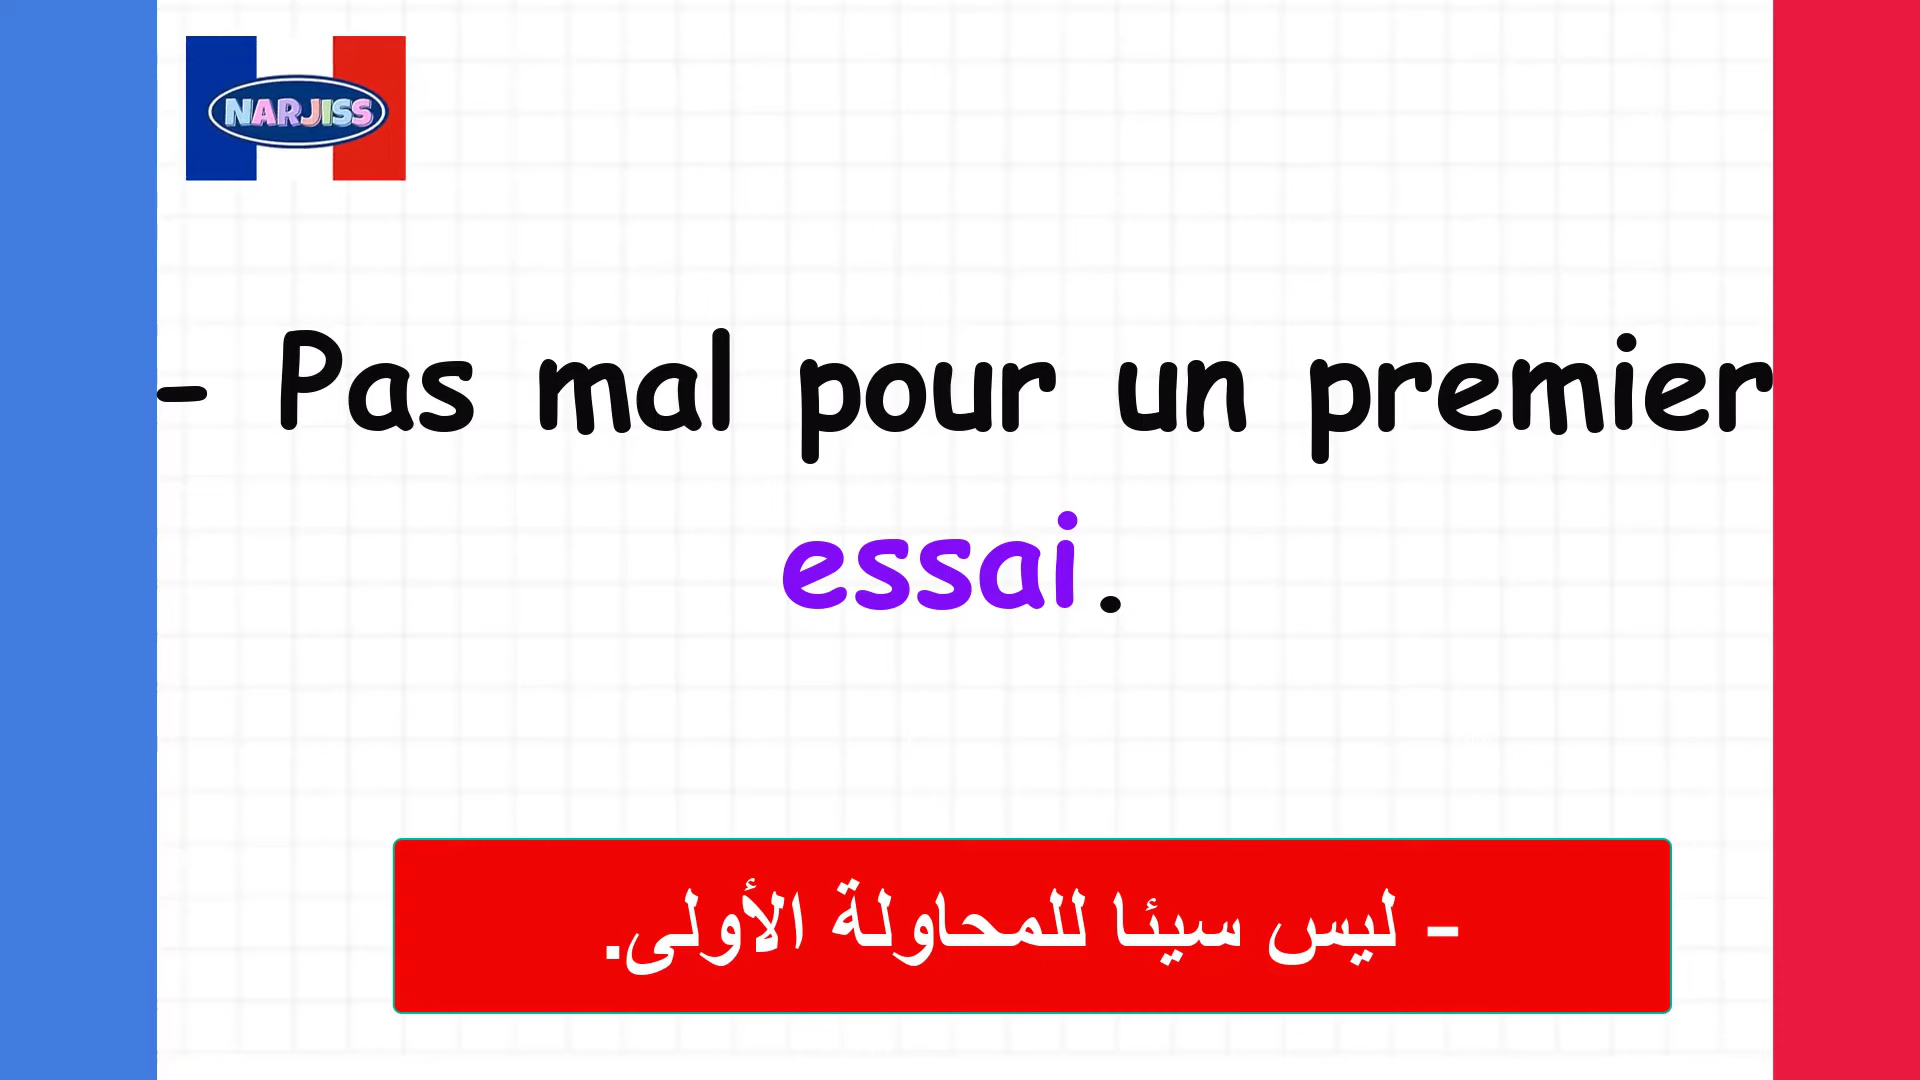 NARJISS
- Pas mal pour un premier
essai.
- ليس سيئا للمحاولة الأولى.